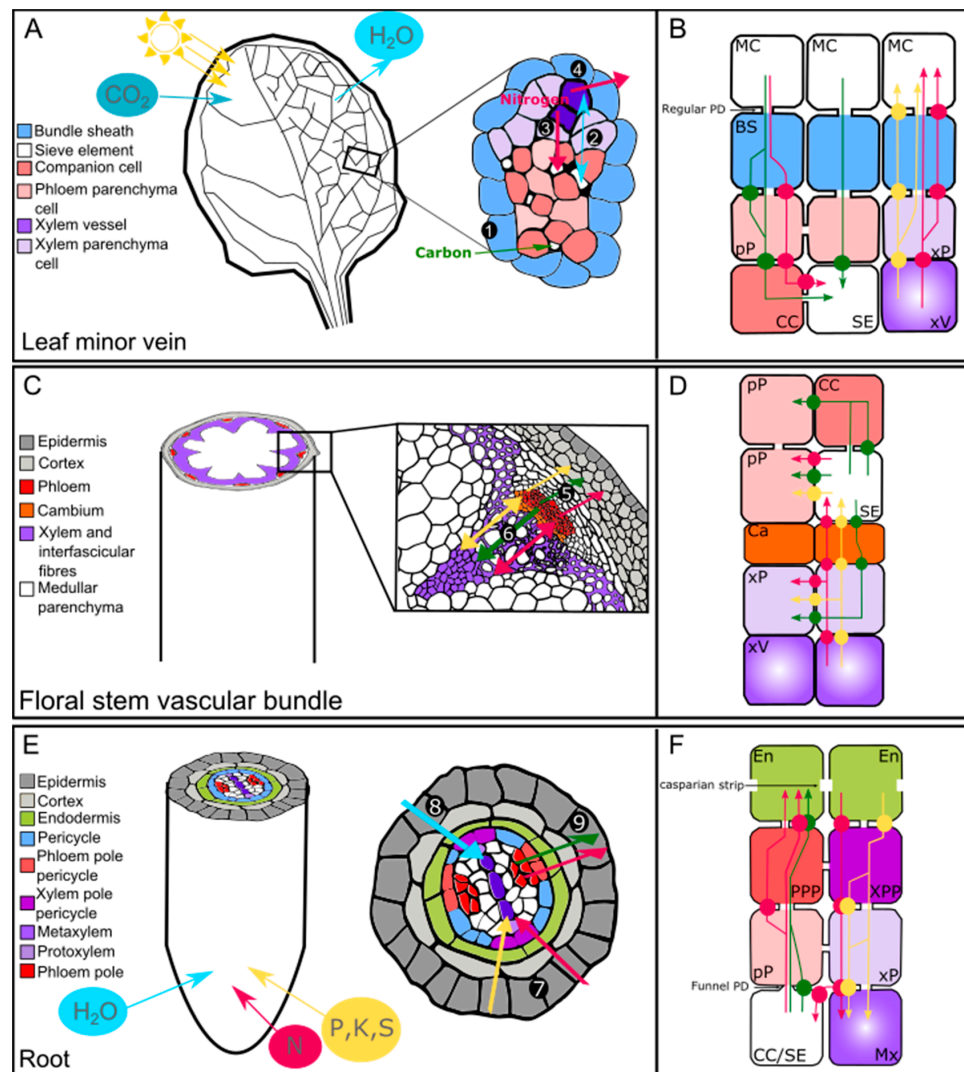 A
H₂O
CO₂
Bundle sheath
Sieve element
Companion cell
Phloem parenchyma
cell
Xylem vessel
Xylem parenchyma
cell
4
Nitrogen
3
2
1
Carbon
Leaf minor vein
B
MC
MC
MC
Regular PD
BS
pP
xP
CC
SE
xV
C
Epidermis
Cortex
Phloem
Cambium
Xylem and
interfascicular
fibres
Medullar
parenchyma
5
6
Floral stem vascular bundle
D
pP
CC
pP
SE
Ca
xP
xV
E
Epidermis
Cortex
Endodermis
Pericycle
Phloem pole
pericycle
Xylem pole
pericycle
Metaxylem
Protoxylem
Phloem pole
8
9
7
H₂O
N
P,K,S
Root
F
En
En
casparian strip
PPP
XPP
pP
xP
Funnel PD
CC/SE
Mx